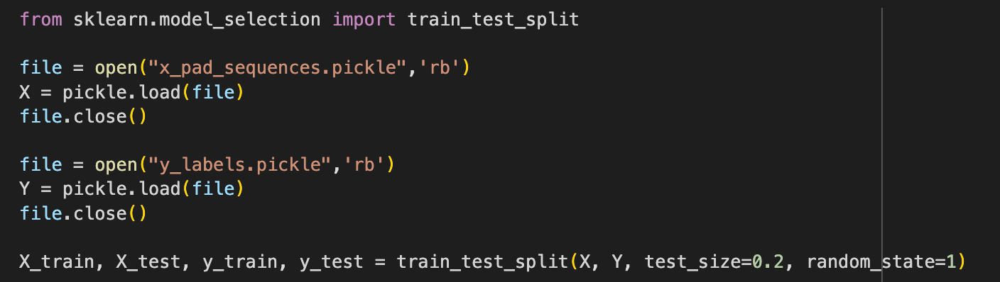 from sklearn.model_selection import train_test_split
file = open("x_pad_sequences.pickle",'rb')
X = pickle.load(file)
file.close()
file = open("y_labels.pickle",'rb')
Y = pickle.load(file)
file.close()
X_train, X_test, y_train, y_test = train_test_split(X, Y, test_size=0.2, random_state=1)